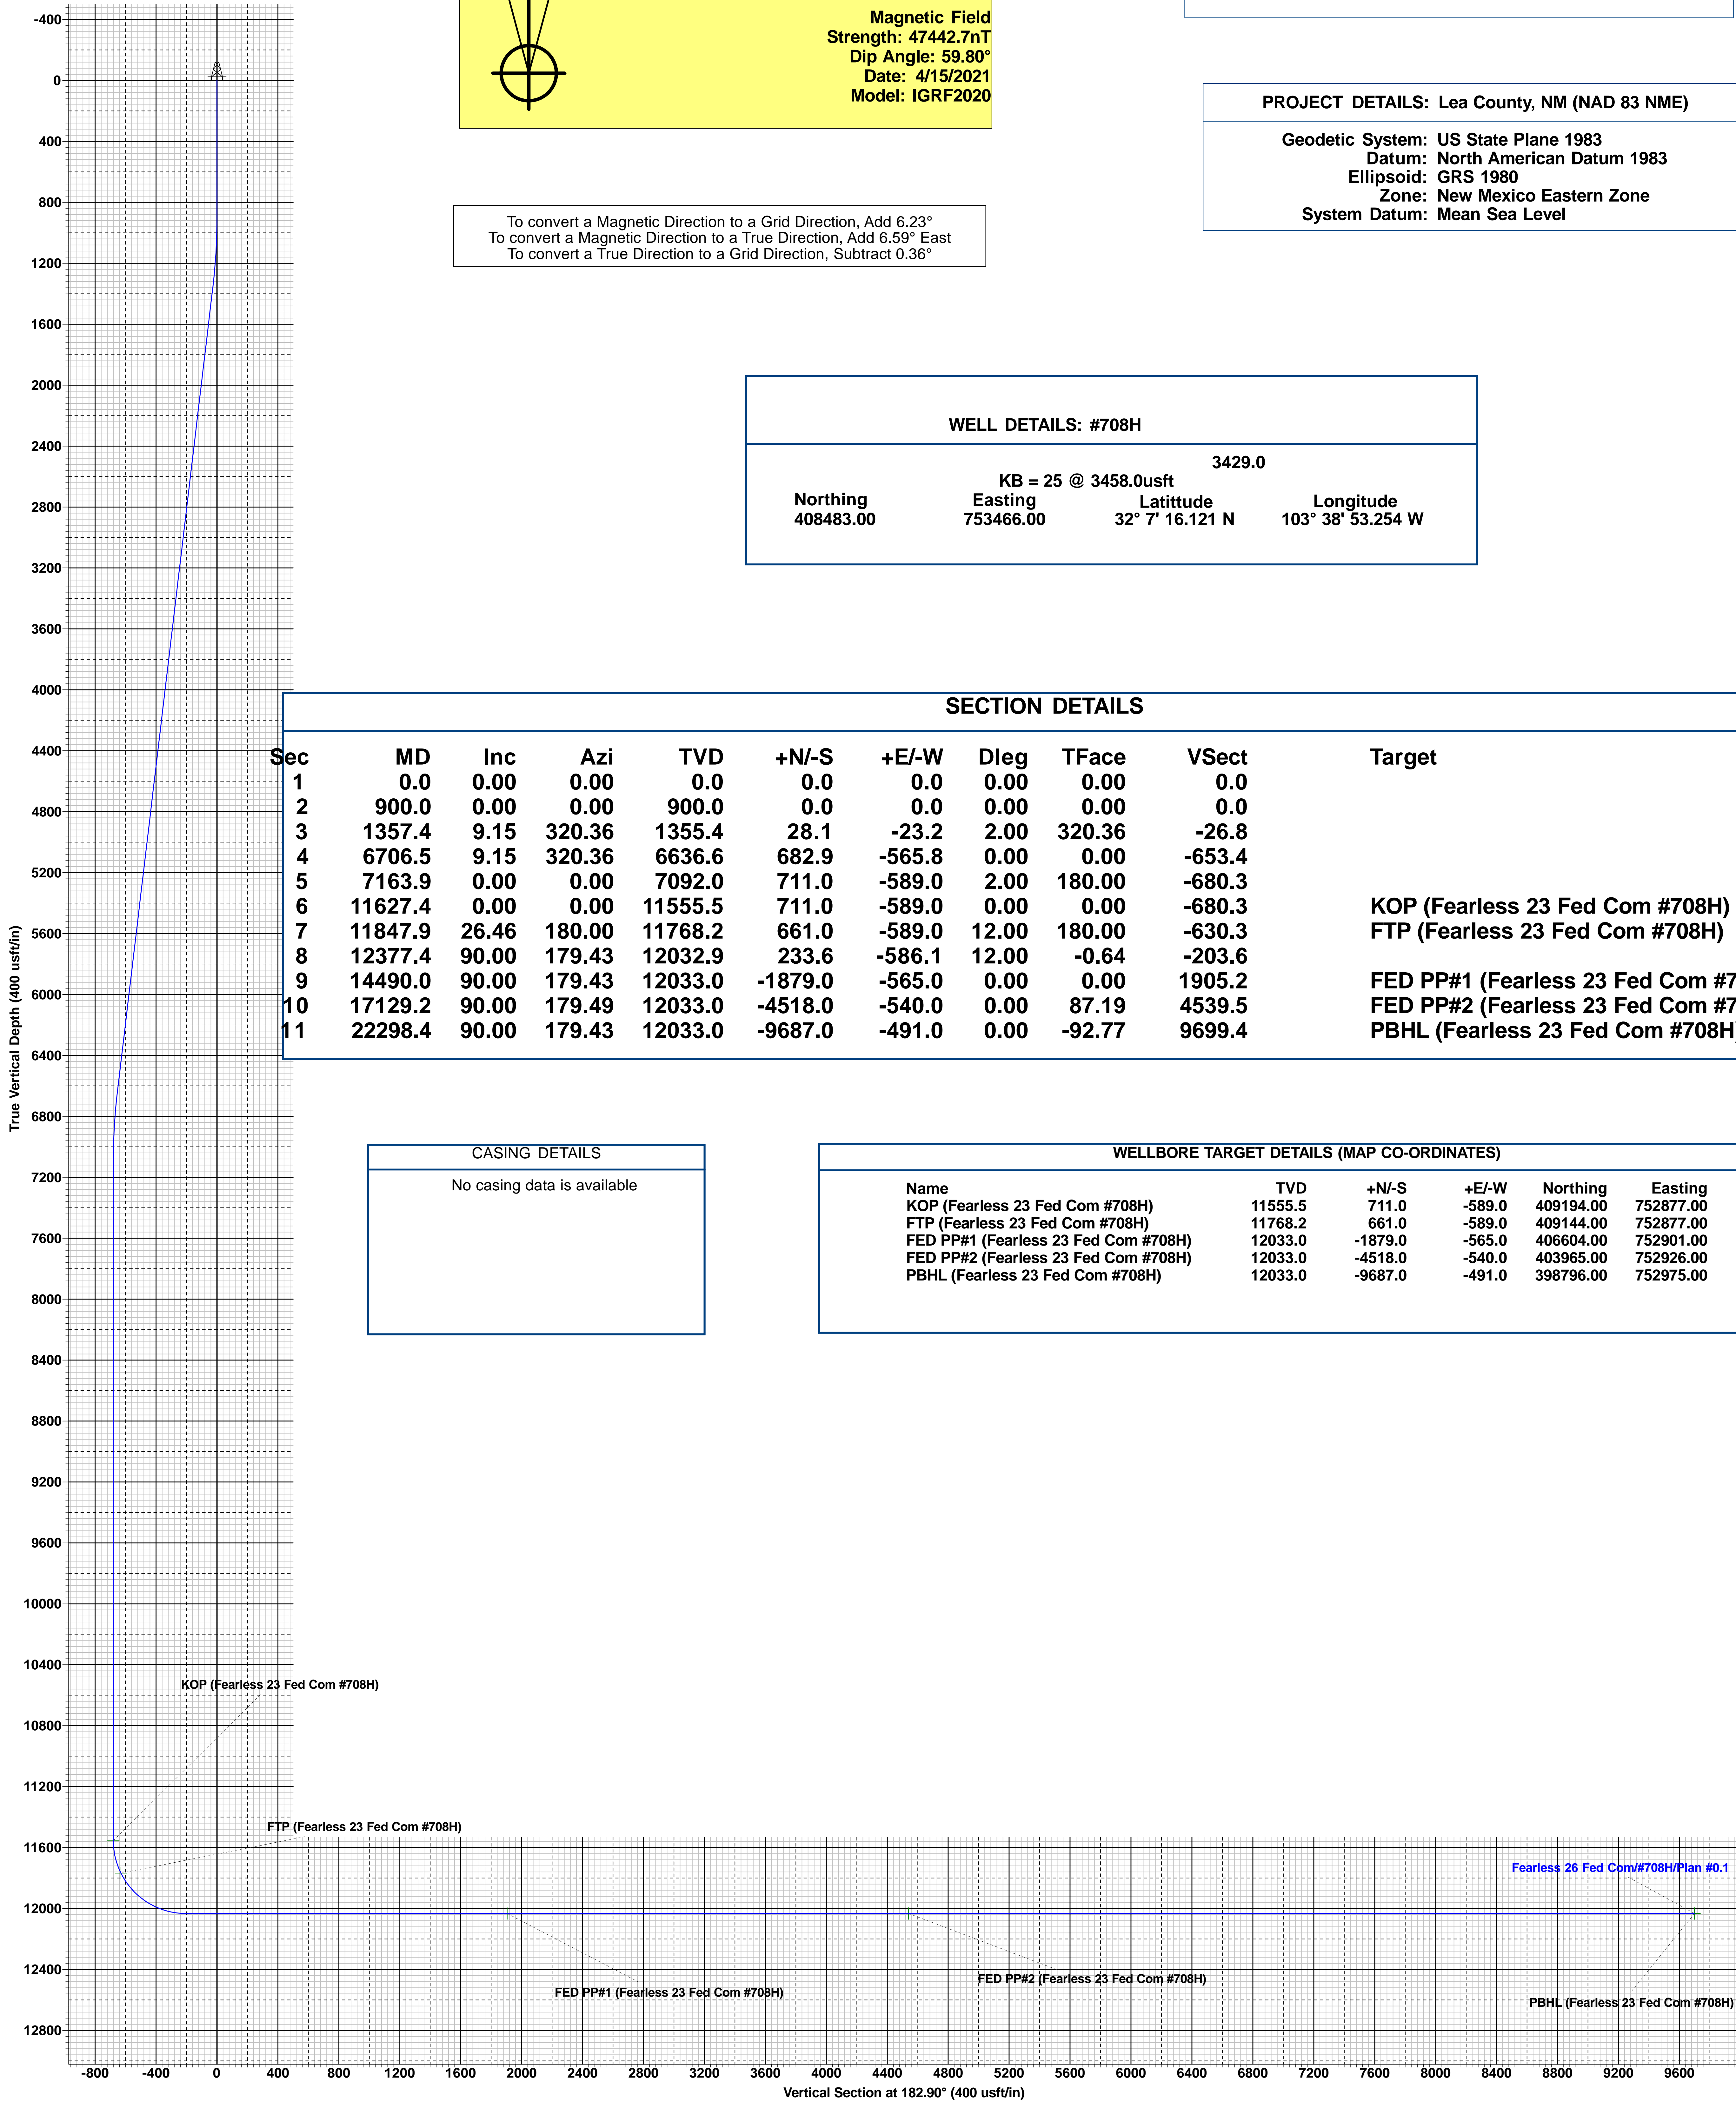 Magnetic Field
Strength: 47442.7nT
Dip Angle: 59.80°
Date: 4/15/2021
Model: IGRF2020
PROJECT DETAILS: Lea County, NM (NAD 83 NME)
Geodetic System: US State Plane 1983
Datum: North American Datum 1983
Ellipsoid: GRS 1980
Zone: New Mexico Eastern Zone
System Datum: Mean Sea Level
To convert a Magnetic Direction to a Grid Direction, Add 6.23°
To convert a Magnetic Direction to a True Direction, Add 6.59° East
To convert a True Direction to a Grid Direction, Subtract 0.36°
WELL DETAILS: #708H
3429.0
KB = 25 @ 3458.0usft
Northing Easting Latittude Longitude
408483.00 753466.00 32° 7' 16.121 N 103° 38' 53.254 W
SECTION DETAILS
Sec MD Inc Azi TVD +N/-S +E/-W Dleg TFace VSect Target
1 0.0 0.00 0.00 0.0 0.0 0.0 0.00 0.00 0.0
2 900.0 0.00 0.00 900.0 0.0 0.0 0.00 0.00 0.0
3 1357.4 9.15 320.36 1355.4 28.1 -23.2 2.00 320.36 -26.8
4 6706.5 9.15 320.36 6636.6 682.9 -565.8 0.00 0.00 -653.4
5 7163.9 0.00 0.00 7092.0 711.0 -589.0 2.00 180.00 -680.3
6 11627.4 0.00 0.00 11555.5 711.0 -589.0 0.00 0.00 -680.3 KOP (Fearless 23 Fed Com #708H)
7 11847.9 26.46 180.00 11768.2 661.0 -589.0 12.00 180.00 -630.3 FTP (Fearless 23 Fed Com #708H)
8 12377.4 90.00 179.43 12032.9 233.6 -586.1 12.00 -0.64 -203.6
9 14490.0 90.00 179.43 12033.0 -1879.0 -565.0 0.00 0.00 1905.2 FED PP#1 (Fearless 23 Fed Com #7
10 17129.2 90.00 179.49 12033.0 -4518.0 -540.0 0.00 87.19 4539.5 FED PP#2 (Fearless 23 Fed Com #7
11 22298.4 90.00 179.43 12033.0 -9687.0 -491.0 0.00 -92.77 9699.4 PBHL (Fearless 23 Fed Com #708H)
CASING DETAILS
No casing data is available
WELLBORE TARGET DETAILS (MAP CO-ORDINATES)
Name TVD +N/-S +E/-W Northing Easting
KOP (Fearless 23 Fed Com #708H) 11555.5 711.0 -589.0 409194.00 752877.00
FTP (Fearless 23 Fed Com #708H) 11768.2 661.0 -589.0 409144.00 752877.00
FED PP#1 (Fearless 23 Fed Com #708H) 12033.0 -1879.0 -565.0 406604.00 752901.00
FED PP#2 (Fearless 23 Fed Com #708H) 12033.0 -4518.0 -540.0 403965.00 752926.00
PBHL (Fearless 23 Fed Com #708H) 12033.0 -9687.0 -491.0 398796.00 752975.00
True Vertical Depth (400 usft/in)
-400
0
400
800
1200
1600
2000
2400
2800
3200
3600
4000
4400
4800
5200
5600
6000
6400
6800
7200
7600
8000
8400
8800
9200
9600
10000
10400
10800
11200
11600
12000
12400
12800
KOP (Fearless 23 Fed Com #708H)
FTP (Fearless 23 Fed Com #708H)
Fearless 26 Fed Com/#708H/Plan #0.1
FED PP#2 (Fearless 23 Fed Com #708H)
FED PP#1 (Fearless 23 Fed Com #708H)
PBHL (Fearless 23 Fed Com #708H)
-800 -400 0 400 800 1200 1600 2000 2400 2800 3200 3600 4000 4400 4800 5200 5600 6000 6400 6800 7200 7600 8000 8400 8800 9200 9600
Vertical Section at 182.90° (400 usft/in)